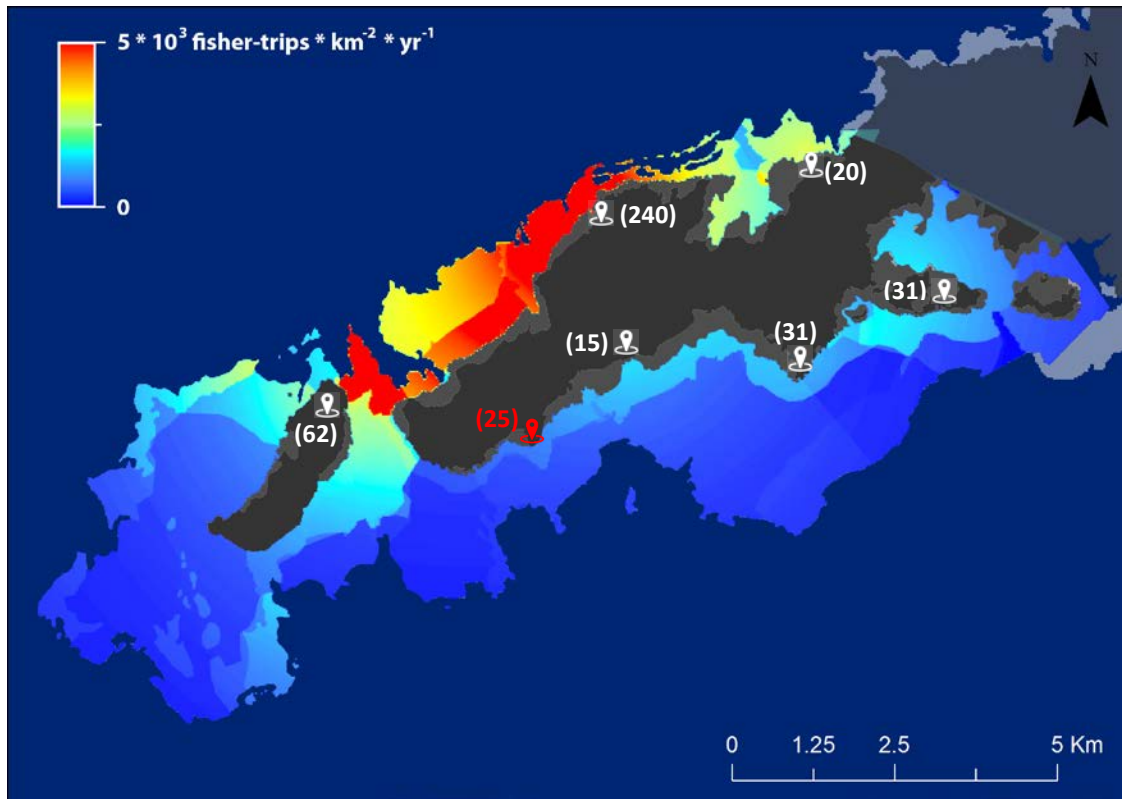 5 * 10³ fisher-trips * km⁻² * yr⁻¹
0
N
(20)
(240)
(31)
(15)
(31)
(25)
(62)
0 1.25 2.5 5 Km